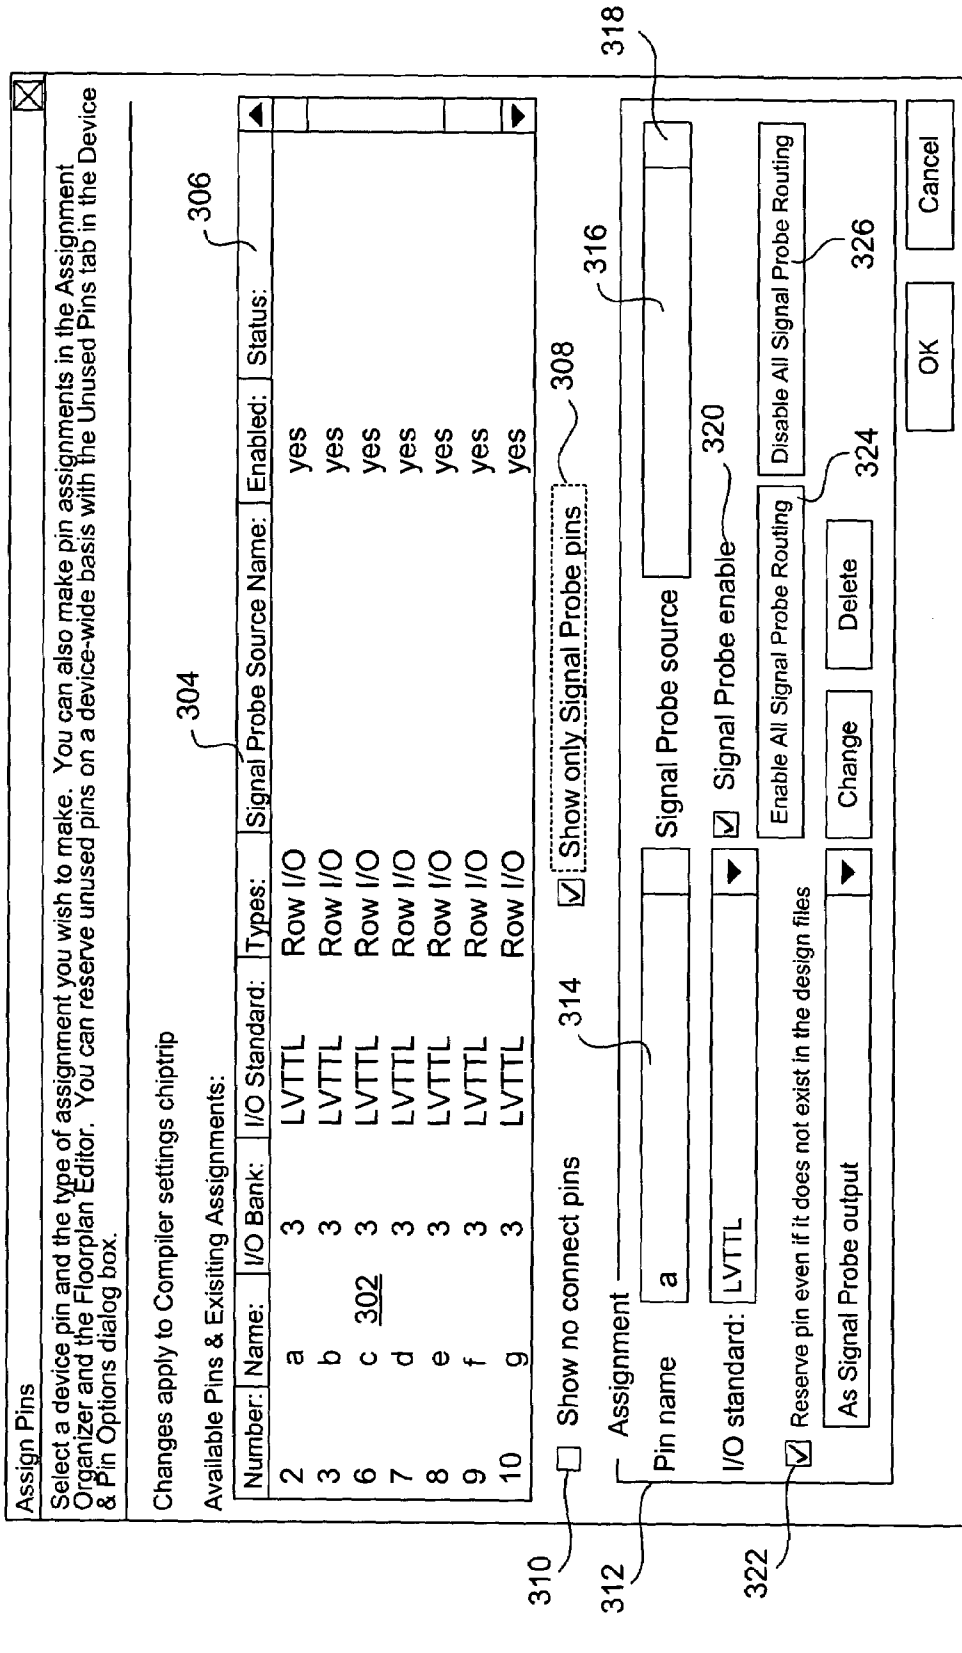 Assign Pins
Select a device pin and the type of assignment you wish to make. You can also make pin assignments in the Assignment
Organizer and the Floorplan Editor. You can reserve unused pins on a device-wide basis with the Unused Pins tab in the Device
& Pin Options dialog box.
Changes apply to Compiler settings chiptrip
Available Pins & Exisiting Assignments:
304
306
Number: Name: I/O Bank: I/O Standard: Types: Signal Probe Source Name: Enabled: Status:
2 a 3 LVTTL Row I/O yes
3 b 3 LVTTL Row I/O yes
6 c 302 3 LVTTL Row I/O yes
7 d 3 LVTTL Row I/O yes
8 e 3 LVTTL Row I/O yes
9 f 3 LVTTL Row I/O yes
10 g 3 LVTTL Row I/O yes
310
Show no connect pins
Show only Signal Probe pins
308
312
Assignment
314
316
318
Pin name a
Signal Probe source
I/O standard: LVTTL
Signal Probe enable
320
322
Reserve pin even if it does not exist in the design files
Enable All Signal Probe Routing
Disable All Signal Probe Routing
As Signal Probe output
Change
Delete
324
326
OK
Cancel